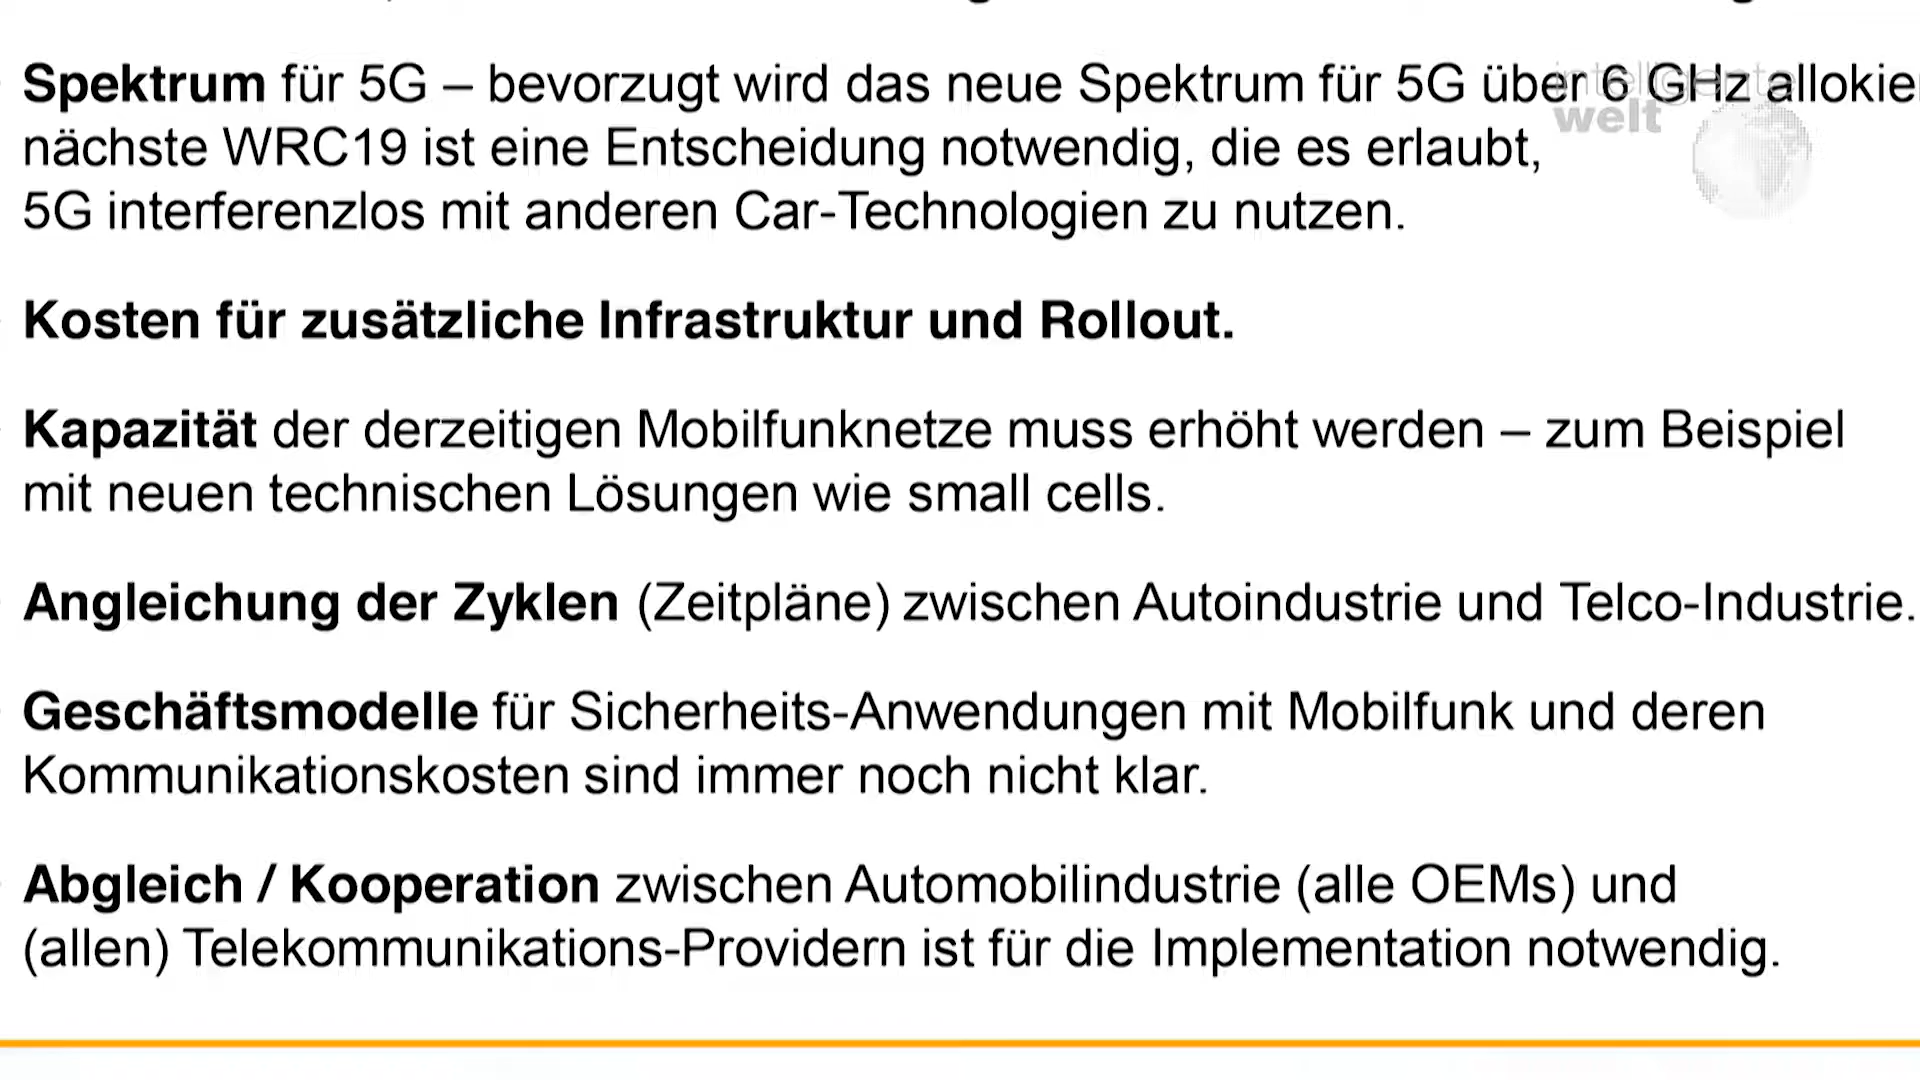 Spektrum für 5G – bevorzugt wird das neue Spektrum für 5G über 6 GHz
nächste WRC19 ist eine Entscheidung notwendig, die es erlaubt,
5G interferenzlos mit anderen Car-Technologien zu nutzen.
Kosten für zusätzliche Infrastruktur und Rollout.
Kapazität der derzeitigen Mobilfunknetze muss erhöht werden – zum Beispiel
mit neuen technischen Lösungen wie small cells.
Angleichung der Zyklen (Zeitpläne) zwischen Autoindustrie und Telco-Industrie.
Geschäftsmodelle für Sicherheits-Anwendungen mit Mobilfunk und deren
Kommunikationskosten sind immer noch nicht klar.
Abgleich / Kooperation zwischen Automobilindustrie (alle OEMs) und
(allen) Telekommunikations-Providern ist für die Implementation notwendig.
intelligente
welt